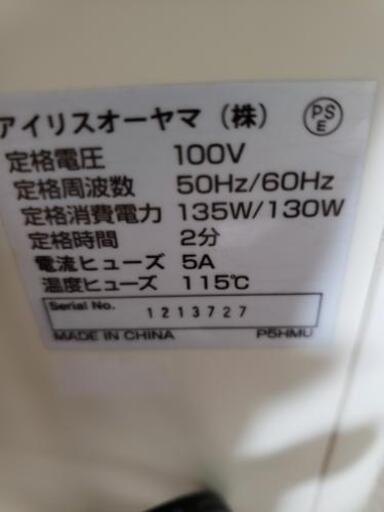 アイリスオーヤマ（株） PSE
定格電圧 100V
定格周波数 50Hz/60Hz
定格消費電力 135W/130W
定格時間 2分
電流ヒューズ 5A
温度ヒューズ 115℃
Serial No. 1213727
MADE IN CHINA P5HMU